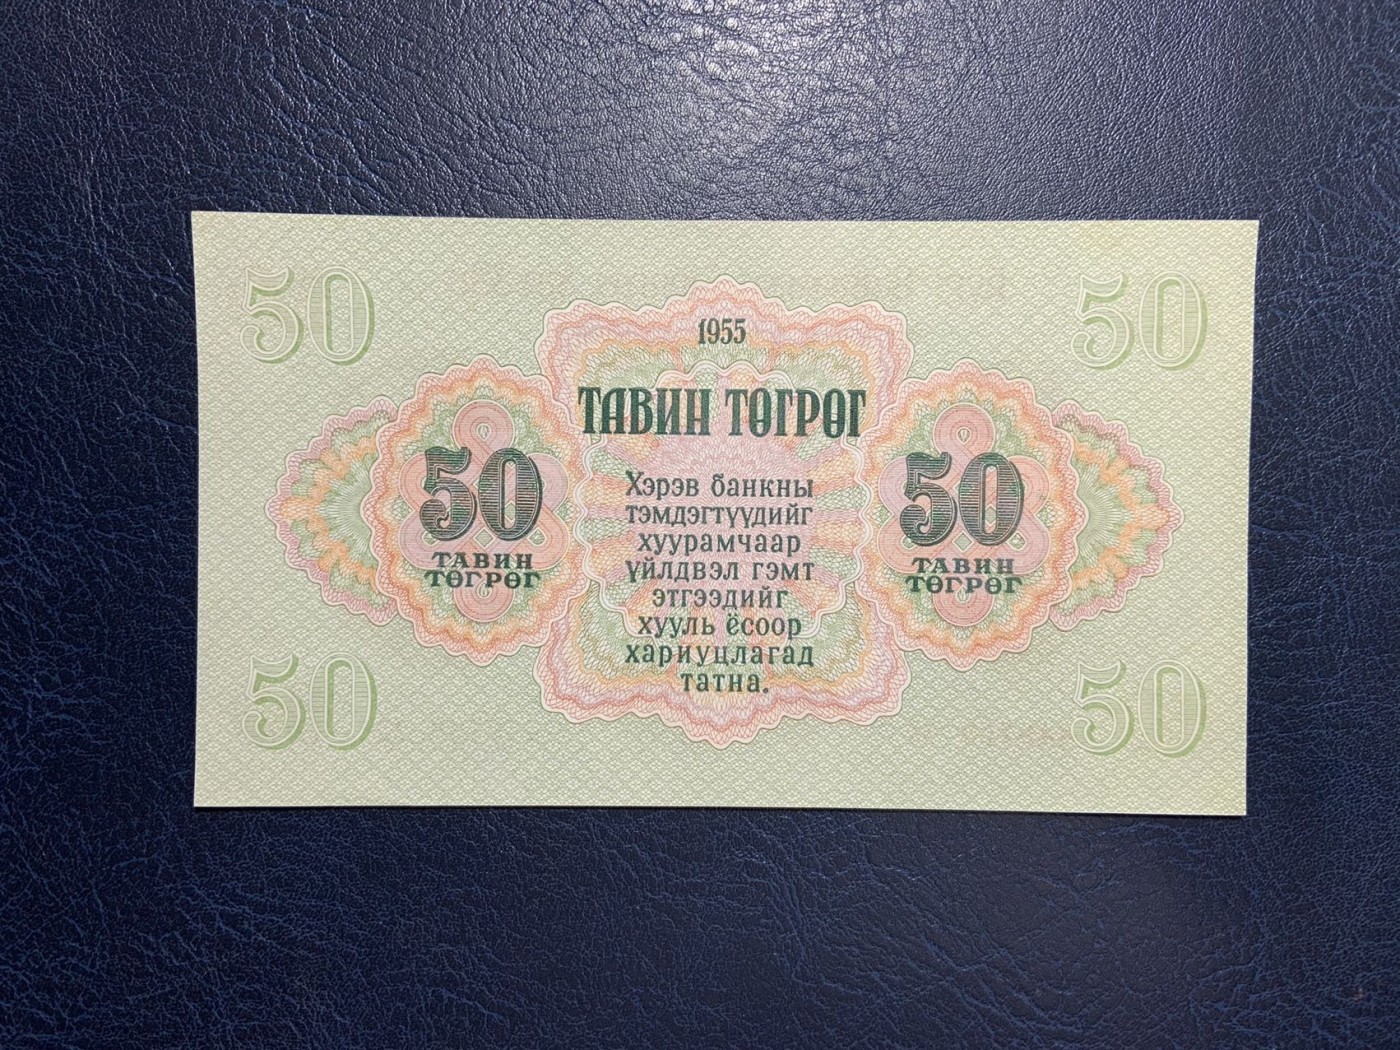 50
50
1955
ТАВИН ТӨГРӨГ
50
ТАВИН
ТӨГРӨГ
Хэрэв банкны
тэмдэгтүүдийг
хуурамчаар
үйлдвэл гэмт
этгээдийг
хууль ёсоор
хариуцлагад
татна.
50
ТАВИН
ТӨГРӨГ
50
50